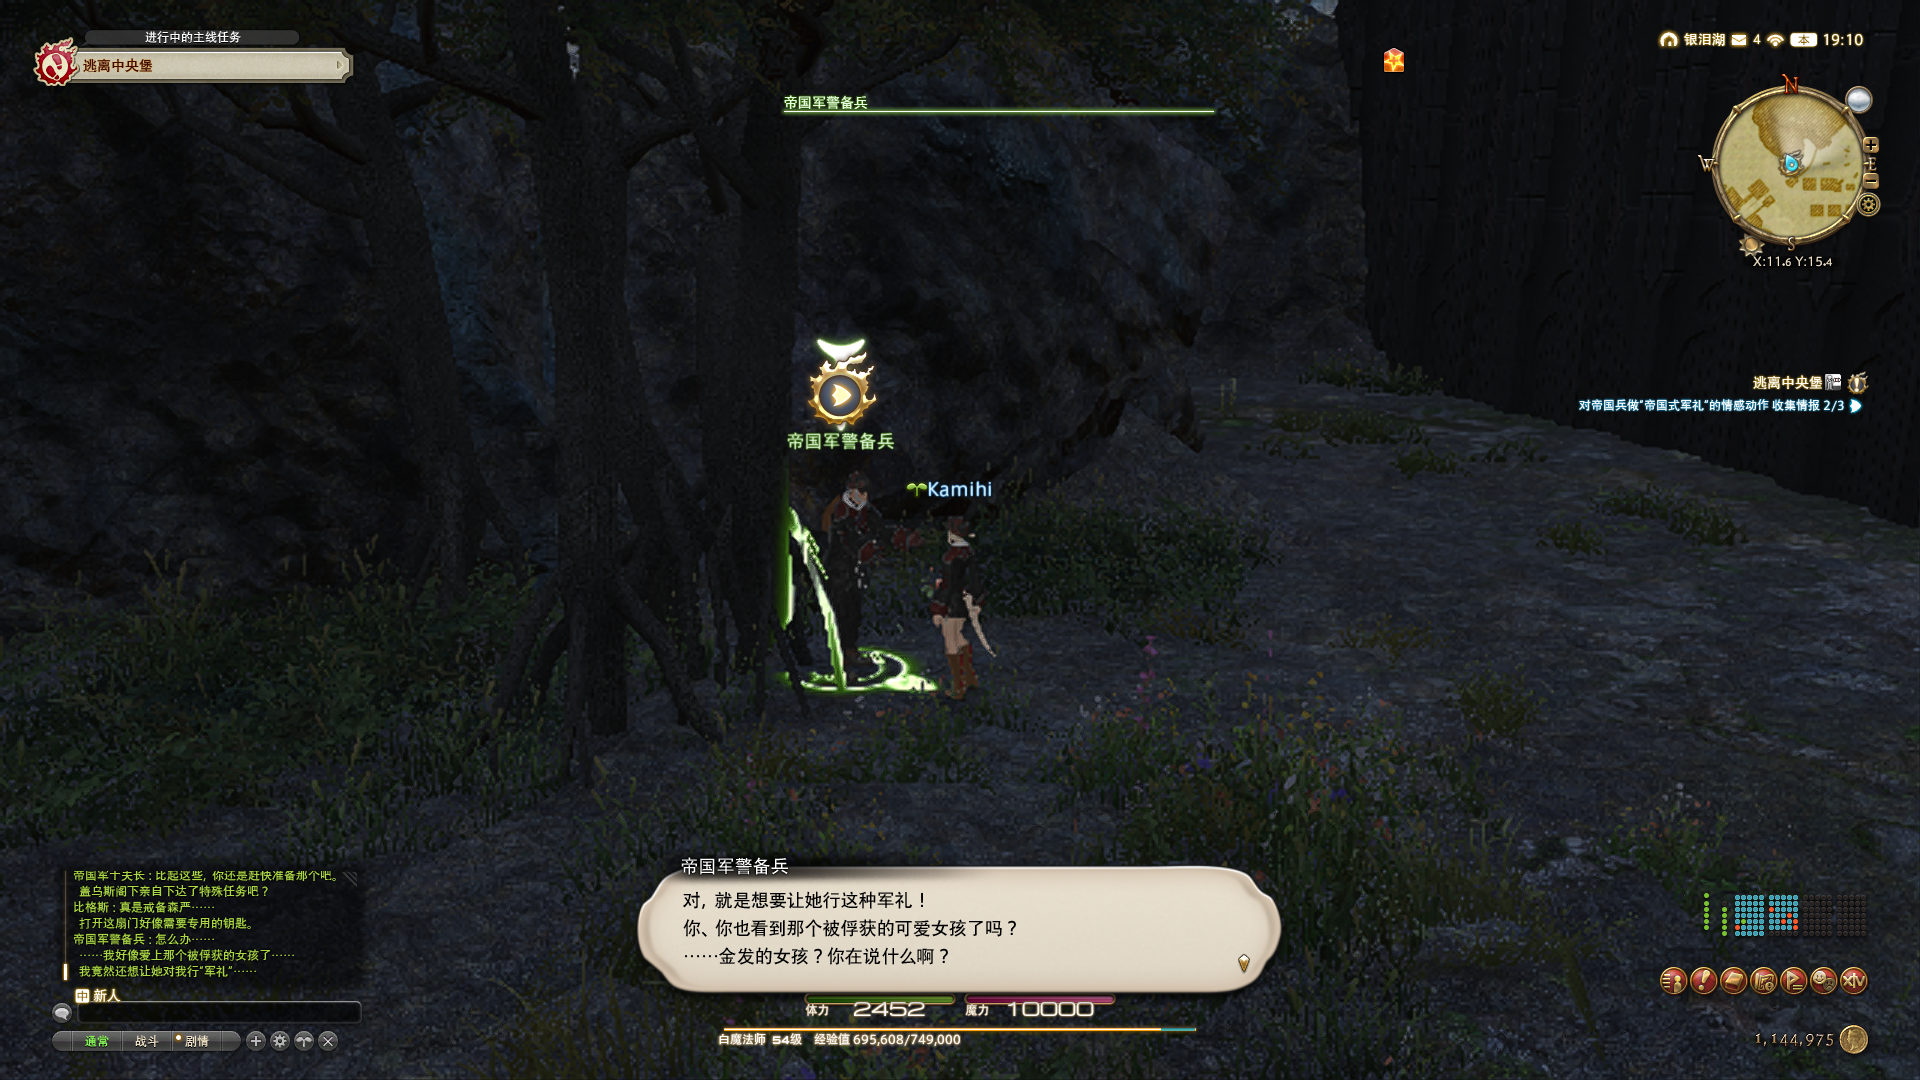 进行中的主线任务
逃离中央堡
帝国军警备兵
银泪湖 4 本 19:10
N
W
E
S
X:11.6 Y:15.4
逃离中央堡
对帝国兵做“帝国式军礼”的情感动作 收集情报 2/3
帝国军警备兵
Kamihi
帝国军警备兵
对，就是想要让她行这种军礼！
你、你也看到那个被俘获的可爱女孩了吗？
……金发的女孩？你在说什么啊？
帝国军十夫长：比起这些，你还是赶快准备那个吧。
盖乌斯阁下亲自下达了特殊任务吧？
比格斯：真是戒备森严……
打开这扇门好像需要专用的钥匙。
帝国军警备兵：怎么办……
……我好像爱上那个被俘获的女孩了……
我竟然还想让她对我行“军礼”……
中 新人
通常 战斗 剧情
体力 2452 魔力 10000
白魔法师 54级 经验值 695,608/749,000
XIV
1,144,975